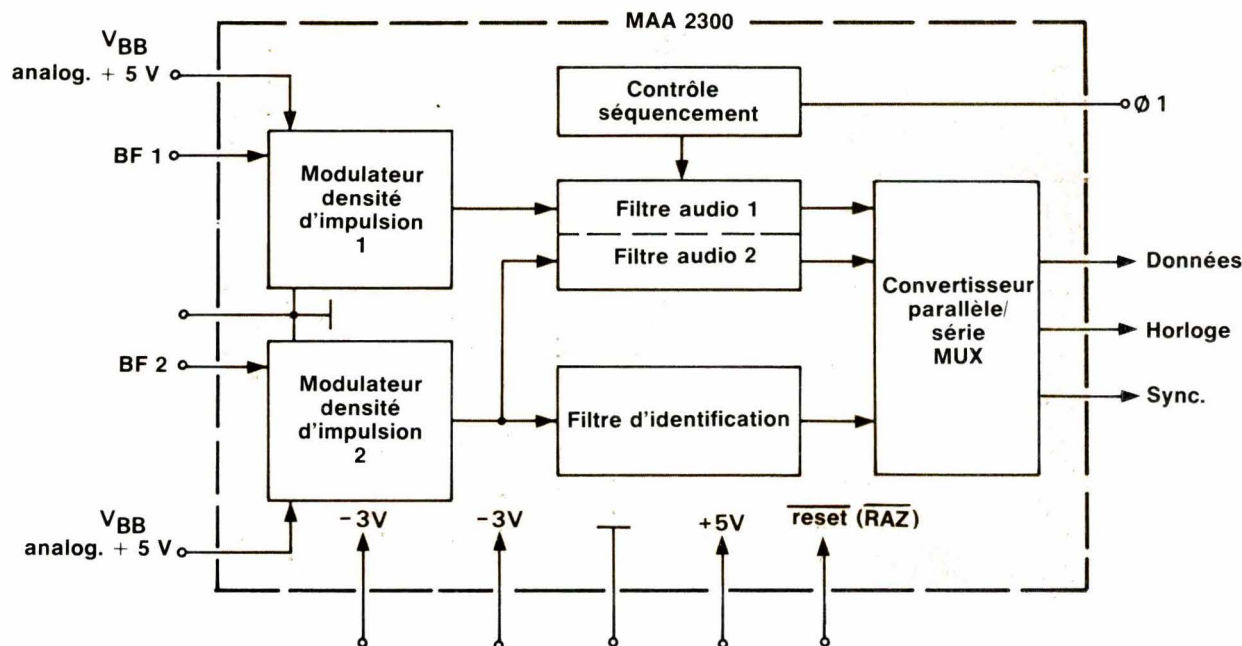 MAA 2300
VBB
analog. + 5 V
BF 1
Modulateur
densité
d'impulsion
1
Contrôle
séquencement
Ø 1
Filtre audio 1
Filtre audio 2
Convertisseur
parallèle/
série
MUX
Données
Horloge
Sync.
BF 2
Modulateur
densité
d'impulsion
2
Filtre d'identification
VBB
analog. + 5 V
-3V
-3V
+5V
reset (RAZ)